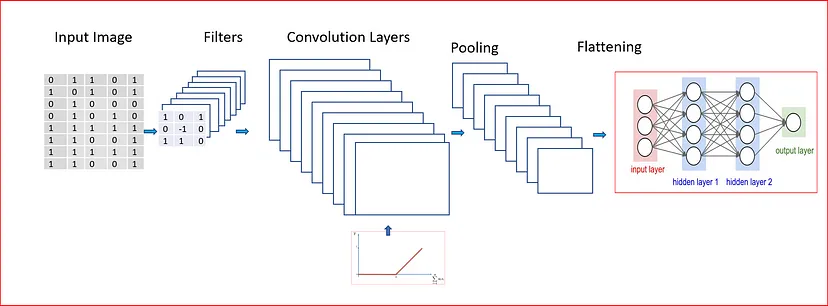 Input Image
Filters
Convolution Layers
Pooling
Flattening
0 1 1 0 1
1 0 1 0 1
0 1 0 0 0
0 1 0 1 0
1 1 1 1 1
1 1 0 0 1
1 1 1 1 1
1 1 0 0 1
1 0 1
0 -1 0
1 1 0
input layer
hidden layer 1
hidden layer 2
output layer